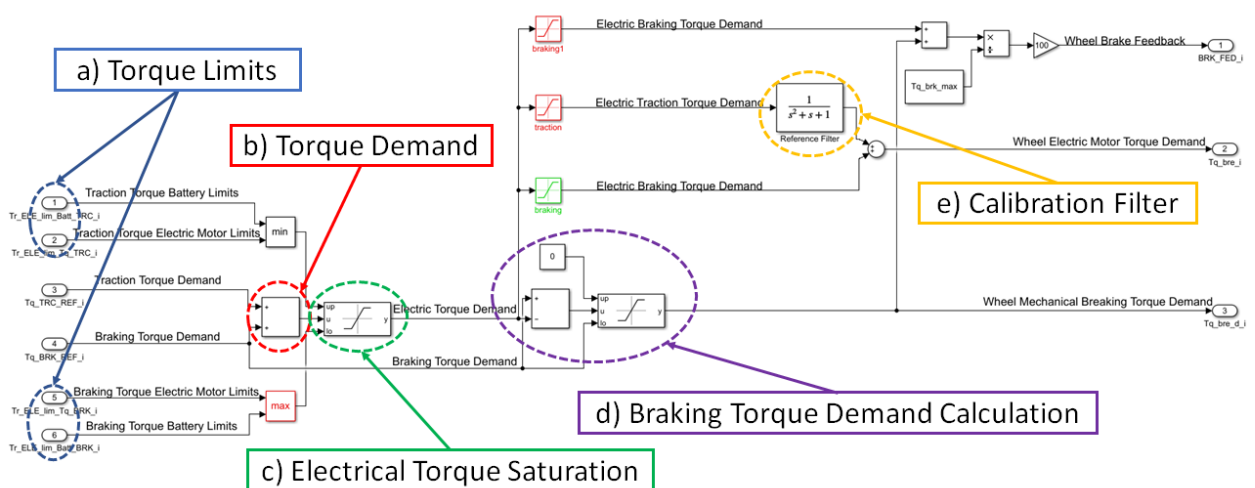 a) Torque Limits
b) Torque Demand
c) Electrical Torque Saturation
d) Braking Torque Demand Calculation
e) Calibration Filter
Traction Torque Battery Limits
1
Tr_ELE_lim_Batt_TRC_i
Traction Torque Electric Motor Limits
2
Tr_ELE_lim_Tq_TRC_i
min
Traction Torque Demand
3
Tq_TRC_REF_i
Braking Torque Demand
4
Tq_BRK_REF_i
Braking Torque Electric Motor Limits
5
Tr_ELE_lim_Tq_BRK_i
Braking Torque Battery Limits
6
Tr_ELE_lim_Batt_BRK_i
max
+
+
up
u
lo
y
Electric Torque Demand
Braking Torque Demand
Electric Braking Torque Demand
braking1
Electric Traction Torque Demand
traction
1
s² + s + 1
Reference Filter
Electric Braking Torque Demand
braking
0
+
−
up
u
lo
y
+
+
×
÷
Tq_brk_max
100
Wheel Brake Feedback
1
BRK_FED_i
+
+
Wheel Electric Motor Torque Demand
2
Tq_bre_i
Wheel Mechanical Breaking Torque Demand
3
Tq_bre_d_i